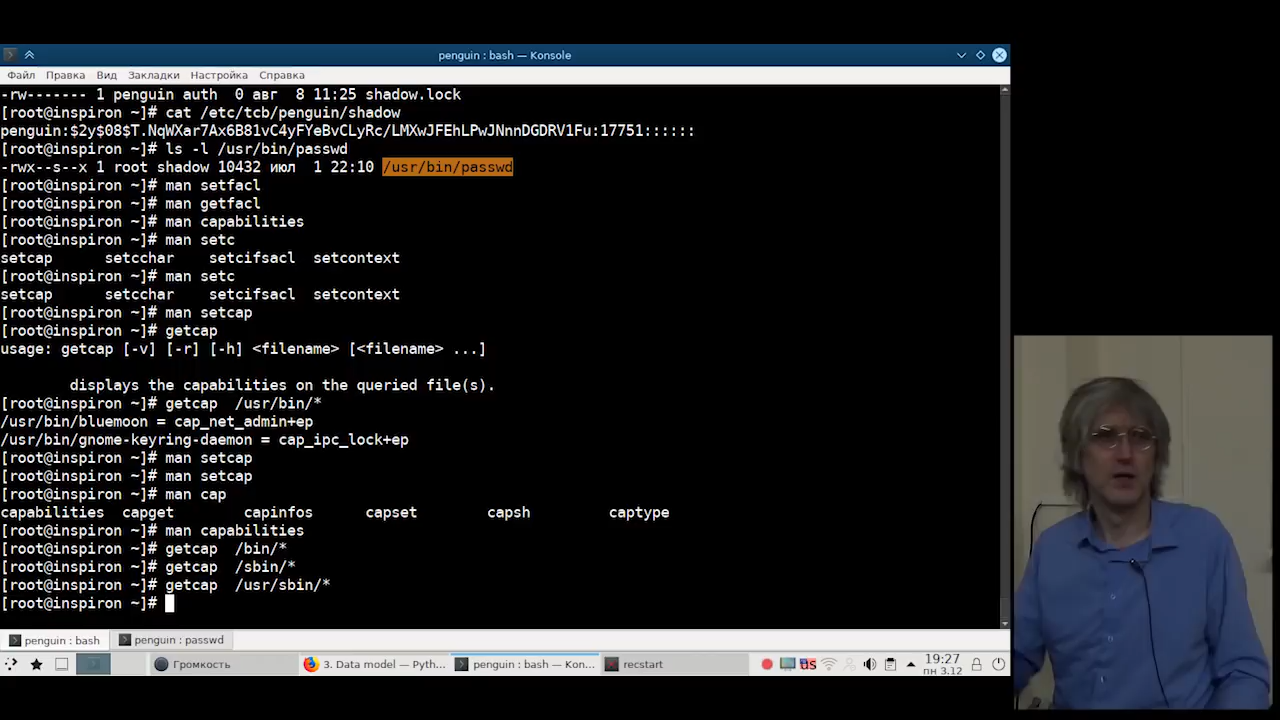 penguin : bash — Konsole
Файл Правка Вид Закладки Настройка Справка
-rw------- 1 penguin auth 0 авг 8 11:25 shadow.lock
[root@inspiron ~]# cat /etc/tcb/penguin/shadow
penguin:$2y$08$T.NqWXar7Ax6B81vC4yFYeBvCLyRc/LMXwJFEhLPwJNnnDGDRV1Fu:17751::::::
[root@inspiron ~]# ls -l /usr/bin/passwd
-rwx--s--x 1 root shadow 10432 июл 1 22:10 /usr/bin/passwd
[root@inspiron ~]# man setfacl
[root@inspiron ~]# man getfacl
[root@inspiron ~]# man capabilities
[root@inspiron ~]# man setc
setcap setcchar setcifsacl setcontext
[root@inspiron ~]# man setc
setcap setcchar setcifsacl setcontext
[root@inspiron ~]# man setcap
[root@inspiron ~]# getcap
usage: getcap [-v] [-r] [-h] <filename> [<filename> ...]
displays the capabilities on the queried file(s).
[root@inspiron ~]# getcap /usr/bin/*
/usr/bin/bluemoon = cap_net_admin+ep
/usr/bin/gnome-keyring-daemon = cap_ipc_lock+ep
[root@inspiron ~]# man setcap
[root@inspiron ~]# man setcap
[root@inspiron ~]# man cap
capabilities capget capinfos capset capsh captype
[root@inspiron ~]# man capabilities
[root@inspiron ~]# getcap /bin/*
[root@inspiron ~]# getcap /sbin/*
[root@inspiron ~]# getcap /usr/sbin/*
[root@inspiron ~]#
penguin : bash penguin : passwd
Громкость 3. Data model — Pyth... penguin : bash — Kon... recstart US 19:27
пн 3.12